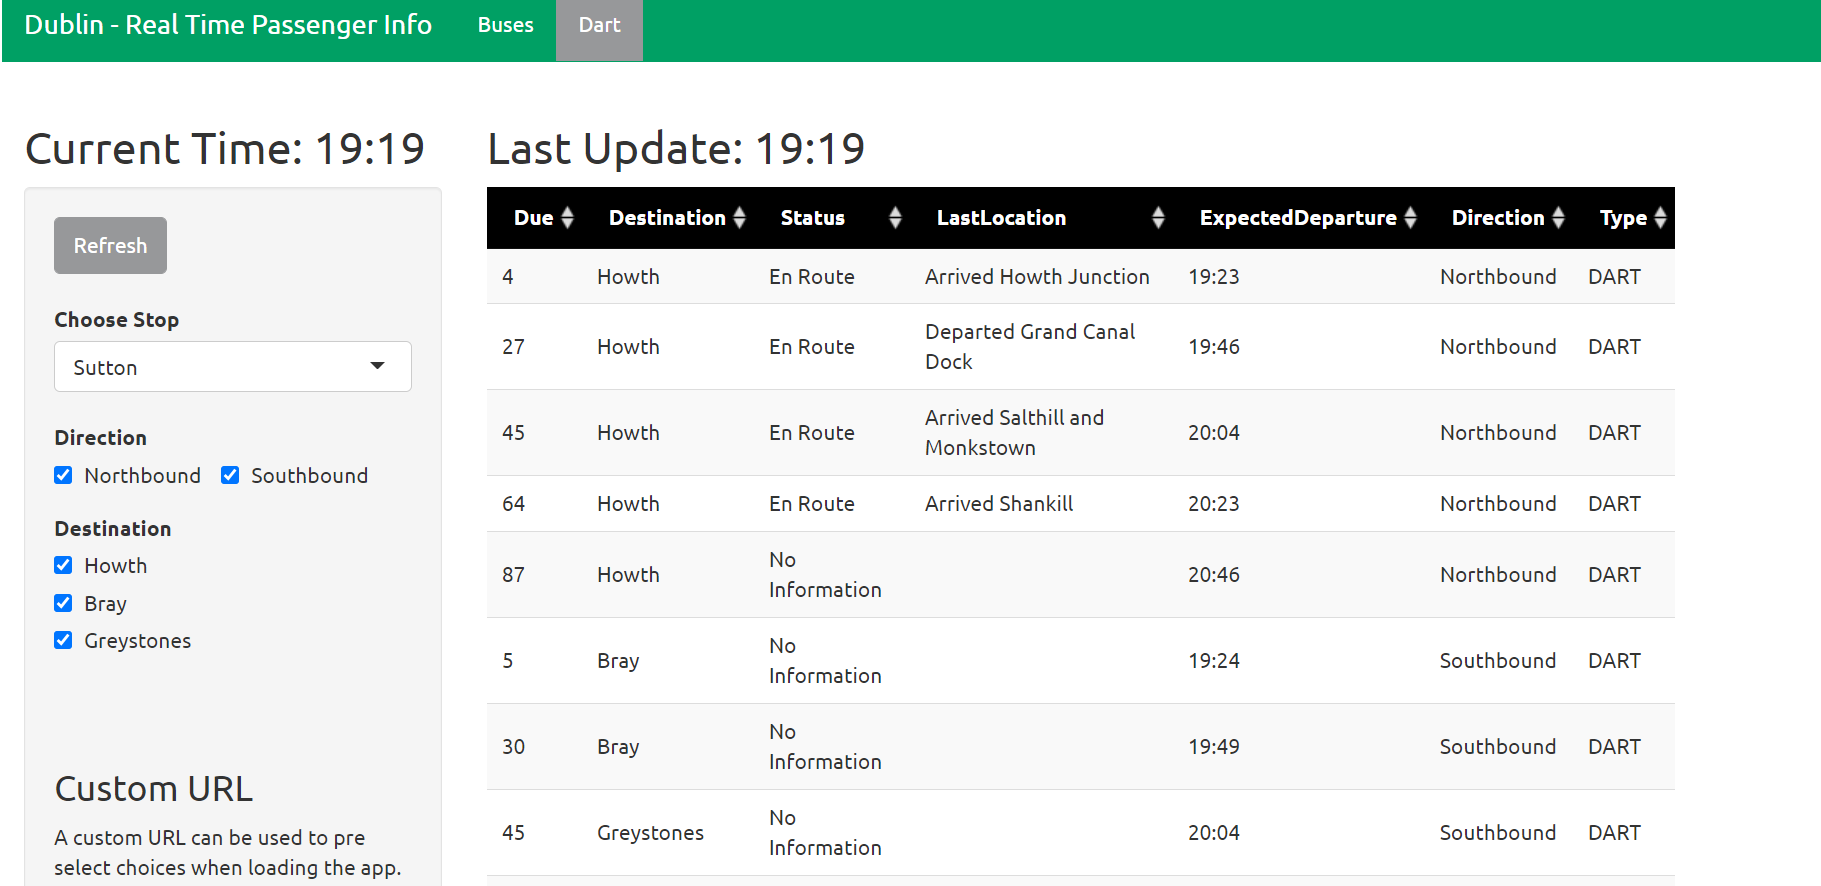 Dublin - Real Time Passenger Info Buses Dart
Current Time: 19:19
Refresh
Choose Stop
Sutton
Direction
Northbound Southbound
Destination
Howth
Bray
Greystones
Custom URL
A custom URL can be used to pre
select choices when loading the app.
Last Update: 19:19
Due Destination Status LastLocation ExpectedDeparture Direction Type
4 Howth En Route Arrived Howth Junction 19:23 Northbound DART
27 Howth En Route Departed Grand Canal
Dock 19:46 Northbound DART
45 Howth En Route Arrived Salthill and
Monkstown 20:04 Northbound DART
64 Howth En Route Arrived Shankill 20:23 Northbound DART
87 Howth No
Information 20:46 Northbound DART
5 Bray No
Information 19:24 Southbound DART
30 Bray No
Information 19:49 Southbound DART
45 Greystones No
Information 20:04 Southbound DART